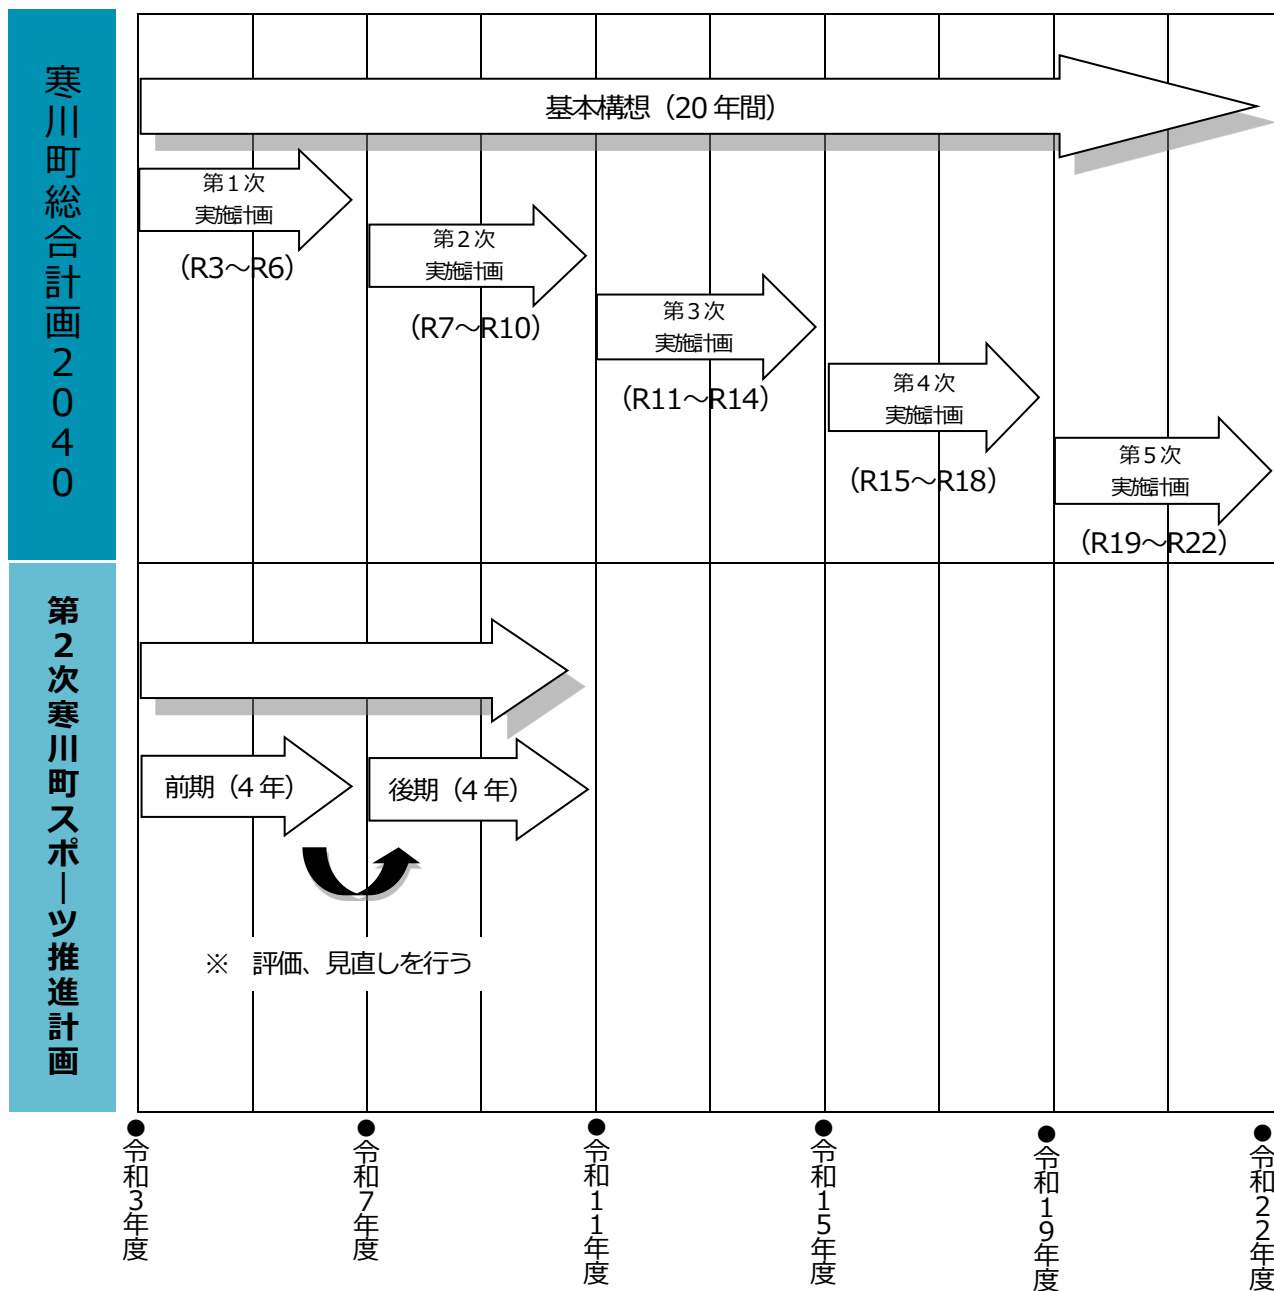 寒川町総合計画２０４０
基本構想（20 年間）
第１次
実施計画
（R3～R6）
第２次
実施計画
（R7～R10）
第３次
実施計画
（R11～R14）
第４次
実施計画
（R15～R18）
第５次
実施計画
（R19～R22）
第２次寒川町スポーツ推進計画
前期（4 年）
後期（4 年）
※　評価、見直しを行う
●令和３年度
●令和７年度
●令和１１年度
●令和１５年度
●令和１９年度
●令和２２年度